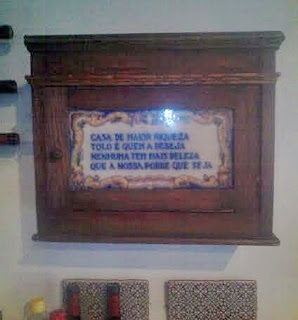 CASA DE MAIOR RIQUEZA
TOLO É QUEM A DESEJA
NENHUMA TEM MAIS BELEZA
QUE A NOSSA POBRE QUE SEJA